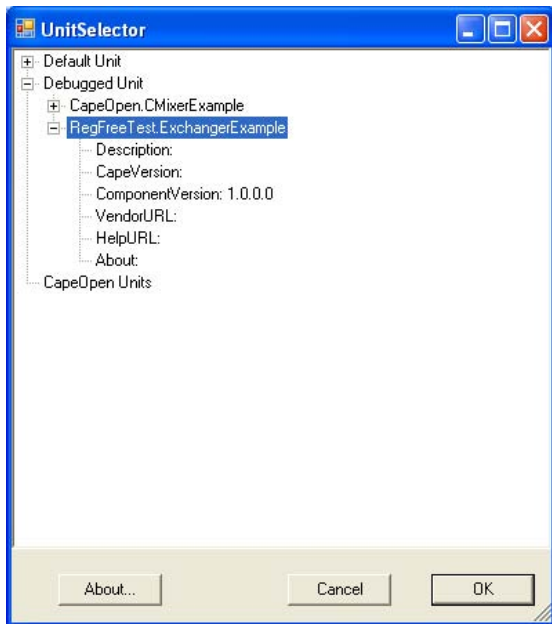 UnitSelector
Default Unit
Debugged Unit
CapeOpen.CMixerExample
RegFreeTest.ExchangerExample
Description:
CapeVersion:
ComponentVersion: 1.0.0.0
VendorURL:
HelpURL:
About:
CapeOpen Units
About... Cancel OK